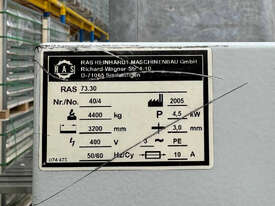 RAS
RAS REINHARDT MASCHINENBAU GmbH
Richard-Wagner Str. 4-10
D-71065 Sindelfingen
RAS 73.30
Nr./No. 40/4 2005
4400 kg P 4,5 kW
3200 mm 3,0 mm
400 V 3 ~ PE
50/60 Hz/Cy 10 A